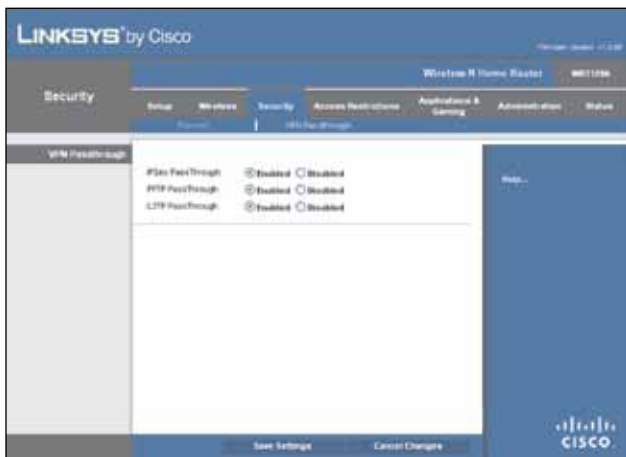 LINKSYS® by Cisco
Wireless-N Home Router
Security
Setup Wireless Security Access Restrictions Applications & Gaming Administration Status
Firewall | VPN Passthrough
VPN Passthrough
IPSec PassThrough Enabled Disabled
PPTP PassThrough Enabled Disabled
L2TP PassThrough Enabled Disabled
Help...
Save Settings Cancel Changes
CISCO